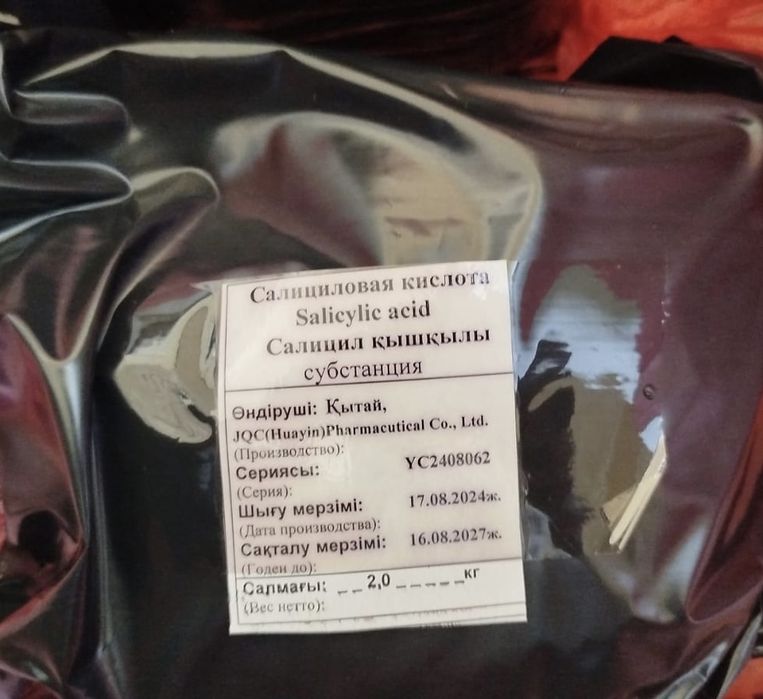 Салициловая кислота
Salicylic acid
Салицил қышқылы
субстанция
Өндіруші: Қытай,
JQC(Huayin)Pharmacutical Co., Ltd.
(Производство):
Сериясы: YC2408062
(Серия):
Шығу мерзімі: 17.08.2024ж.
(Дата производства):
Сақталу мерзімі: 16.08.2027ж.
(Годен до):
Салмағы: _ _ 2,0 _ _ _ _ _ кг
(Вес нетто):